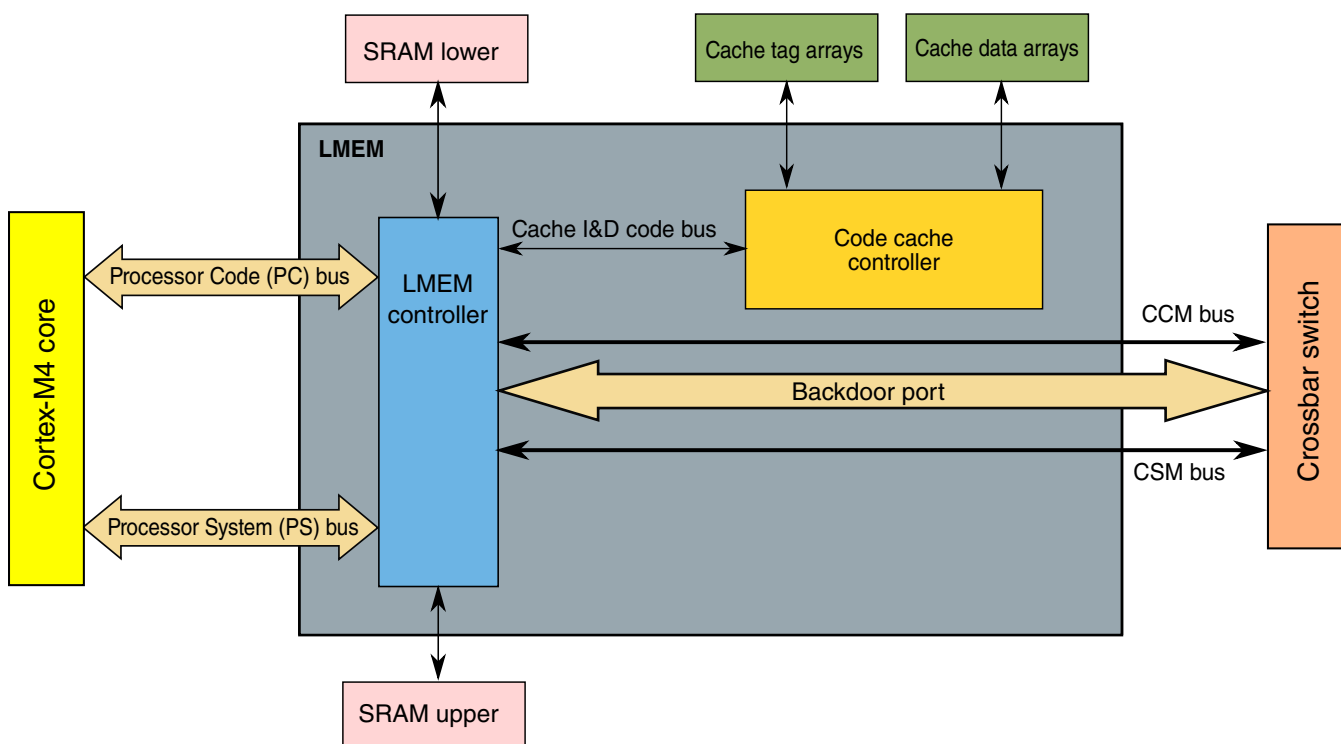 SRAM lower
Cache tag arrays
Cache data arrays
LMEM
Cache I&D code bus
Code cache
controller
Processor Code (PC) bus
LMEM
controller
CCM bus
Cortex-M4 core
Backdoor port
Crossbar switch
CSM bus
Processor System (PS) bus
SRAM upper